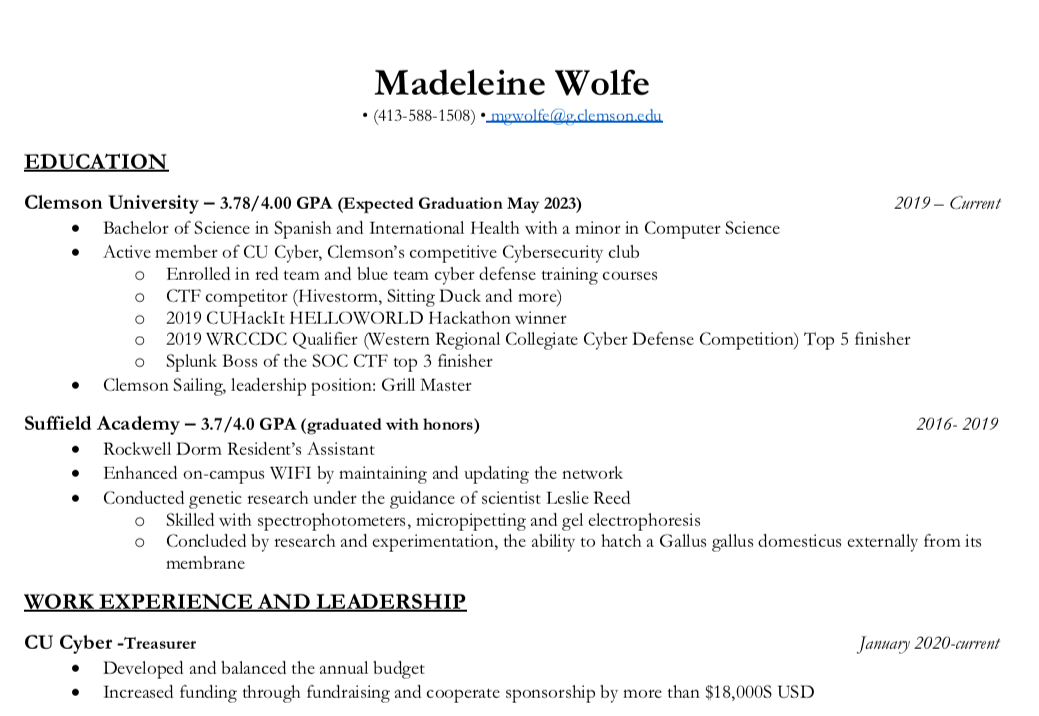 Madeleine Wolfe
• (413-588-1508) • mgwolfe@g.clemson.edu
EDUCATION
Clemson University – 3.78/4.00 GPA (Expected Graduation May 2023) 2019 – Current
• Bachelor of Science in Spanish and International Health with a minor in Computer Science
• Active member of CU Cyber, Clemson's competitive Cybersecurity club
o Enrolled in red team and blue team cyber defense training courses
o CTF competitor (Hivestorm, Sitting Duck and more)
o 2019 CUHackIt HELLOWORLD Hackathon winner
o 2019 WRCCDC Qualifier (Western Regional Collegiate Cyber Defense Competition) Top 5 finisher
o Splunk Boss of the SOC CTF top 3 finisher
• Clemson Sailing, leadership position: Grill Master
Suffield Academy – 3.7/4.0 GPA (graduated with honors) 2016- 2019
• Rockwell Dorm Resident's Assistant
• Enhanced on-campus WIFI by maintaining and updating the network
• Conducted genetic research under the guidance of scientist Leslie Reed
o Skilled with spectrophotometers, micropipetting and gel electrophoresis
o Concluded by research and experimentation, the ability to hatch a Gallus gallus domesticus externally from its
membrane
WORK EXPERIENCE AND LEADERSHIP
CU Cyber -Treasurer January 2020-current
• Developed and balanced the annual budget
• Increased funding through fundraising and cooperate sponsorship by more than $18,000S USD